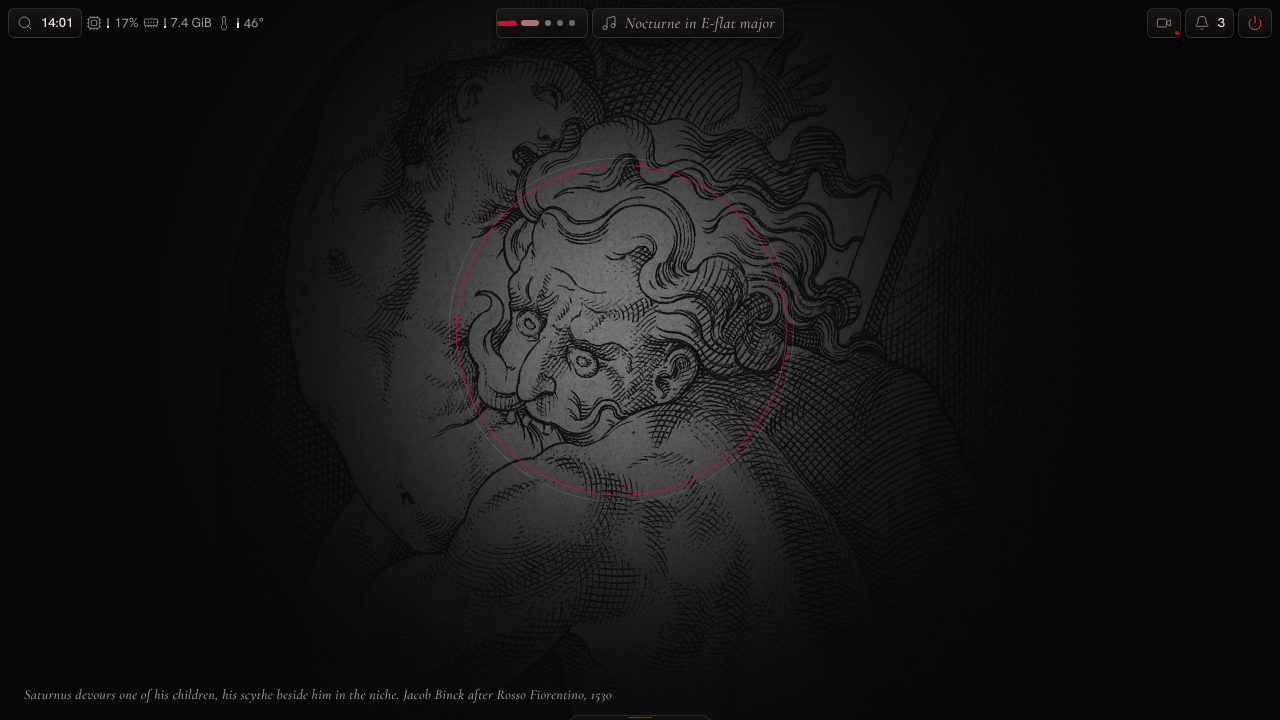 14:01 17% 7.4 GiB 46° Nocturne in E-flat major 3
Saturnus devours one of his children, his scythe beside him in the niche. Jacob Binck after Rosso Fiorentino, 1530